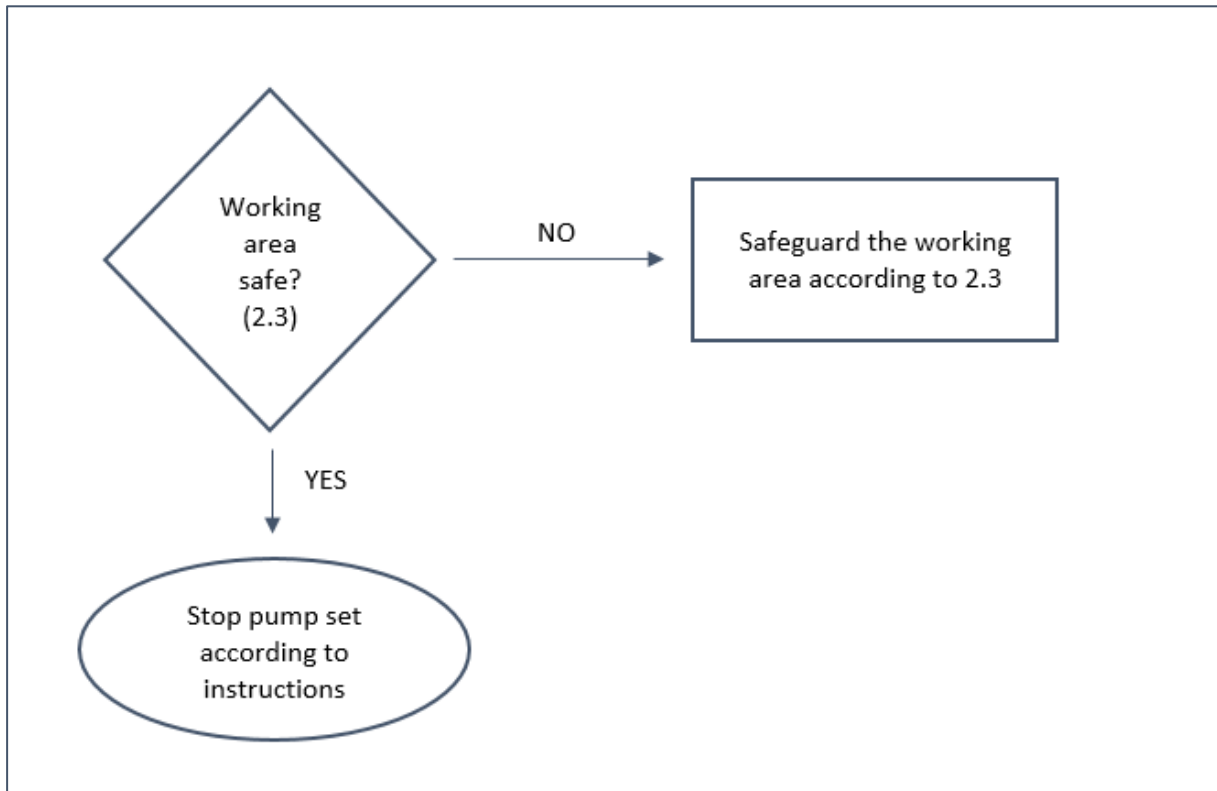 Working
area
safe?
(2.3)
NO
Safeguard the working
area according to 2.3
YES
Stop pump set
according to
instructions